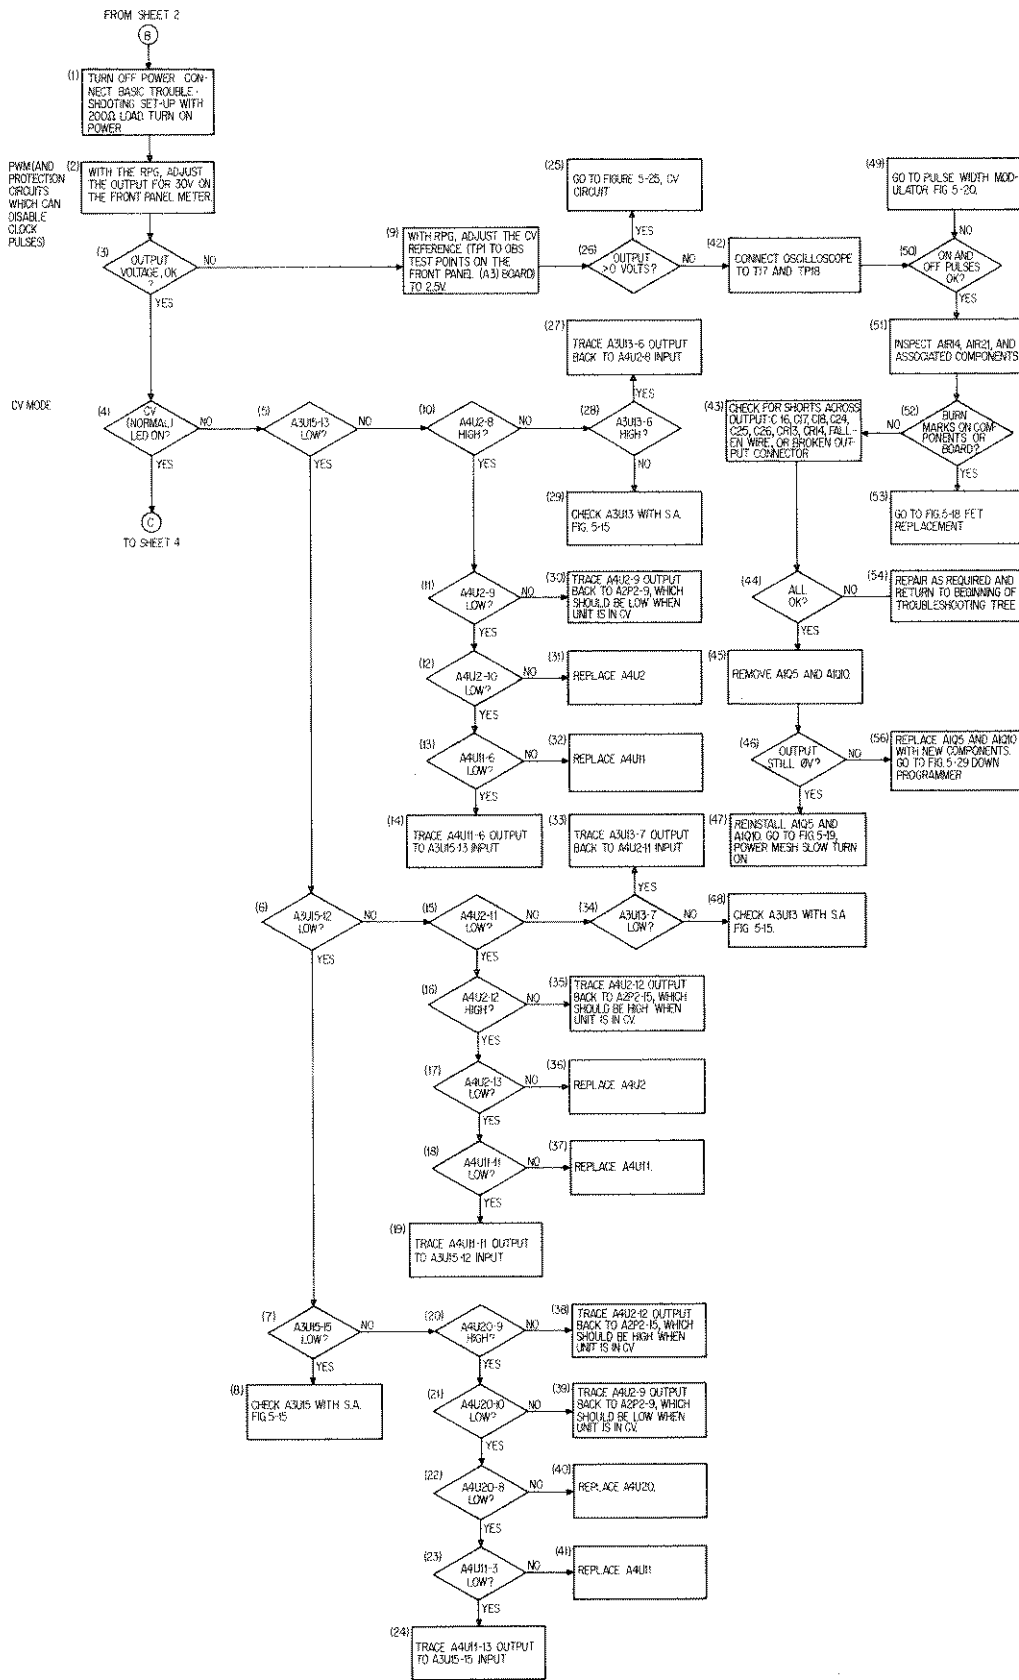 FROM SHEET 2
B
(1)
TURN OFF POWER CON-
NECT BASIC TROUBLE-
SHOOTING SET-UP WITH
200Ω LOAD TURN ON
POWER
PWM(AND
PROTECTION
CIRCUITS
WHICH CAN
DISABLE
CLOCK
PULSES)
(2)
WITH THE RPG, ADJUST
THE OUTPUT FOR 30V ON
THE FRONT PANEL METER.
(3)
OUTPUT
VOLTAGE, OK
?
NO
YES
(9)
WITH RPG, ADJUST THE CV
REFERENCE (TP1 TO OBS
TEST POINTS ON THE
FRONT PANEL (A3) BOARD)
TO 2.5V.
(25)
GO TO FIGURE 5-25, CV
CIRCUIT
YES
(26)
OUTPUT
>0 VOLTS?
NO
(42)
CONNECT OSCILLOSCOPE
TO T17 AND TP18
(49)
GO TO PULSE WIDTH MOD-
ULATOR FIG 5-20.
NO
(50)
ON AND
OFF PULSES
OK?
YES
(51)
INSPECT A1R14, A1R21, AND
ASSOCIATED COMPONENTS
(52)
BURN
MARKS ON COM-
PONENTS OR
BOARD?
NO
YES
(53)
GO TO FIG.5-18 FET
REPLACEMENT
(43)
CHECK FOR SHORTS ACROSS
OUTPUT: C16, C17, C18, C24,
C25, C26, CR13, CR14, FALL-
EN WIRE, OR BROKEN OUT-
PUT CONNECTOR
(44)
ALL
OK?
NO
YES
(54)
REPAIR AS REQUIRED AND
RETURN TO BEGINNING OF
TROUBLESHOOTING TREE
(45)
REMOVE A1Q5 AND A1Q10.
(46)
OUTPUT
STILL 0V?
NO
YES
(56)
REPLACE A1Q5 AND A1Q10
WITH NEW COMPONENTS.
GO TO FIG. 5-29 DOWN
PROGRAMMER
(47)
REINSTALL A1Q5 AND
A1Q10. GO TO FIG 5-19,
POWER MESH SLOW TURN
ON
CV MODE
(4)
CV
(NORMAL)
LED ON?
NO
YES
C
TO SHEET 4
(5)
A3U15-13
LOW?
NO
YES
(10)
A4U2-8
HIGH?
NO
YES
(27)
TRACE A3U13-6 OUTPUT
BACK TO A4U2-8 INPUT
YES
(28)
A3U13-6
HIGH?
NO
(29)
CHECK A3U13 WITH S.A.
FIG. 5-15
(11)
A4U2-9
LOW?
NO
YES
(30)
TRACE A4U2-9 OUTPUT
BACK TO A2P2-9, WHICH
SHOULD BE LOW WHEN
UNIT IS IN CV
(12)
A4U2-10
LOW?
NO
YES
(31)
REPLACE A4U2
(13)
A4U11-6
LOW?
NO
YES
(32)
REPLACE A4U11
(14)
TRACE A4U11-6 OUTPUT
TO A3U15-13 INPUT
(33)
TRACE A3U13-7 OUTPUT
BACK TO A4U2-11 INPUT
YES
(6)
A3U15-12
LOW?
NO
YES
(15)
A4U2-11
LOW?
NO
YES
(34)
A3U13-7
LOW?
NO
(48)
CHECK A3U13 WITH S.A
FIG 5-15.
(16)
A4U2-12
HIGH?
NO
YES
(35)
TRACE A4U2-12 OUTPUT
BACK TO A2P2-15, WHICH
SHOULD BE HIGH WHEN
UNIT IS IN CV.
(17)
A4U2-13
LOW?
NO
YES
(36)
REPLACE A4U2
(18)
A4U11-11
LOW?
NO
YES
(37)
REPLACE A4U11.
(19)
TRACE A4U11-11 OUTPUT
TO A3U15-12 INPUT
(7)
A3U15-15
LOW?
NO
YES
(8)
CHECK A3U15 WITH S.A.
FIG.5-15
(20)
A4U20-9
HIGH?
NO
YES
(38)
TRACE A4U2-12 OUTPUT
BACK TO A2P2-15, WHICH
SHOULD BE HIGH WHEN
UNIT IS IN CV
(21)
A4U20-10
LOW?
NO
YES
(39)
TRACE A4U2-9 OUTPUT
BACK TO A2P2-9, WHICH
SHOULD BE LOW WHEN
UNIT IS IN CV.
(22)
A4U20-8
LOW?
NO
YES
(40)
REPLACE A4U20.
(23)
A4U11-3
LOW?
NO
YES
(41)
REPLACE A4U11
(24)
TRACE A4U11-13 OUTPUT
TO A3U15-15 INPUT